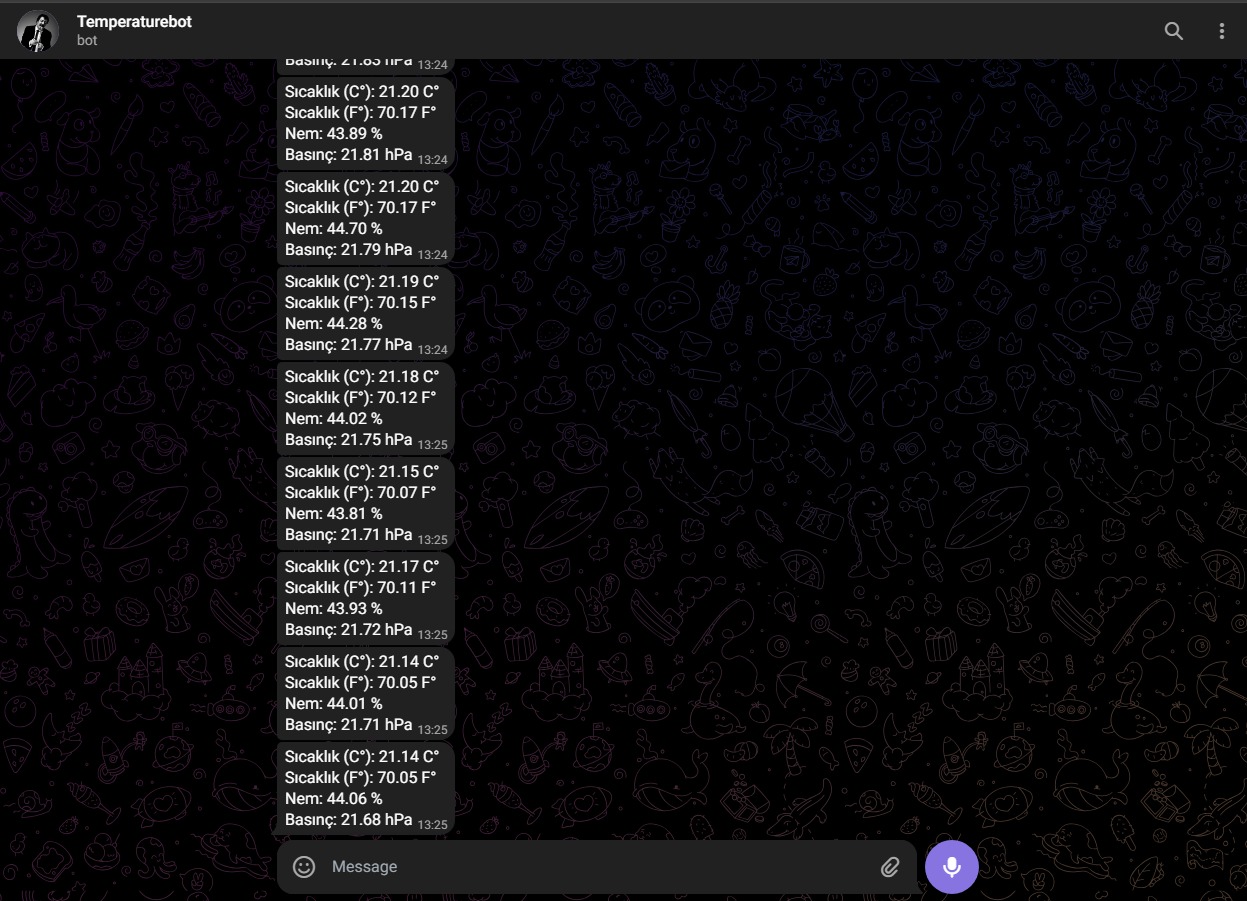 Temperaturebot
bot
Basınç: 21.83 hPa 13:24
Sıcaklık (C°): 21.20 C°
Sıcaklık (F°): 70.17 F°
Nem: 43.89 %
Basınç: 21.81 hPa 13:24
Sıcaklık (C°): 21.20 C°
Sıcaklık (F°): 70.17 F°
Nem: 44.70 %
Basınç: 21.79 hPa 13:24
Sıcaklık (C°): 21.19 C°
Sıcaklık (F°): 70.15 F°
Nem: 44.28 %
Basınç: 21.77 hPa 13:24
Sıcaklık (C°): 21.18 C°
Sıcaklık (F°): 70.12 F°
Nem: 44.02 %
Basınç: 21.75 hPa 13:25
Sıcaklık (C°): 21.15 C°
Sıcaklık (F°): 70.07 F°
Nem: 43.81 %
Basınç: 21.71 hPa 13:25
Sıcaklık (C°): 21.17 C°
Sıcaklık (F°): 70.11 F°
Nem: 43.93 %
Basınç: 21.72 hPa 13:25
Sıcaklık (C°): 21.14 C°
Sıcaklık (F°): 70.05 F°
Nem: 44.01 %
Basınç: 21.71 hPa 13:25
Sıcaklık (C°): 21.14 C°
Sıcaklık (F°): 70.05 F°
Nem: 44.06 %
Basınç: 21.68 hPa 13:25
Message